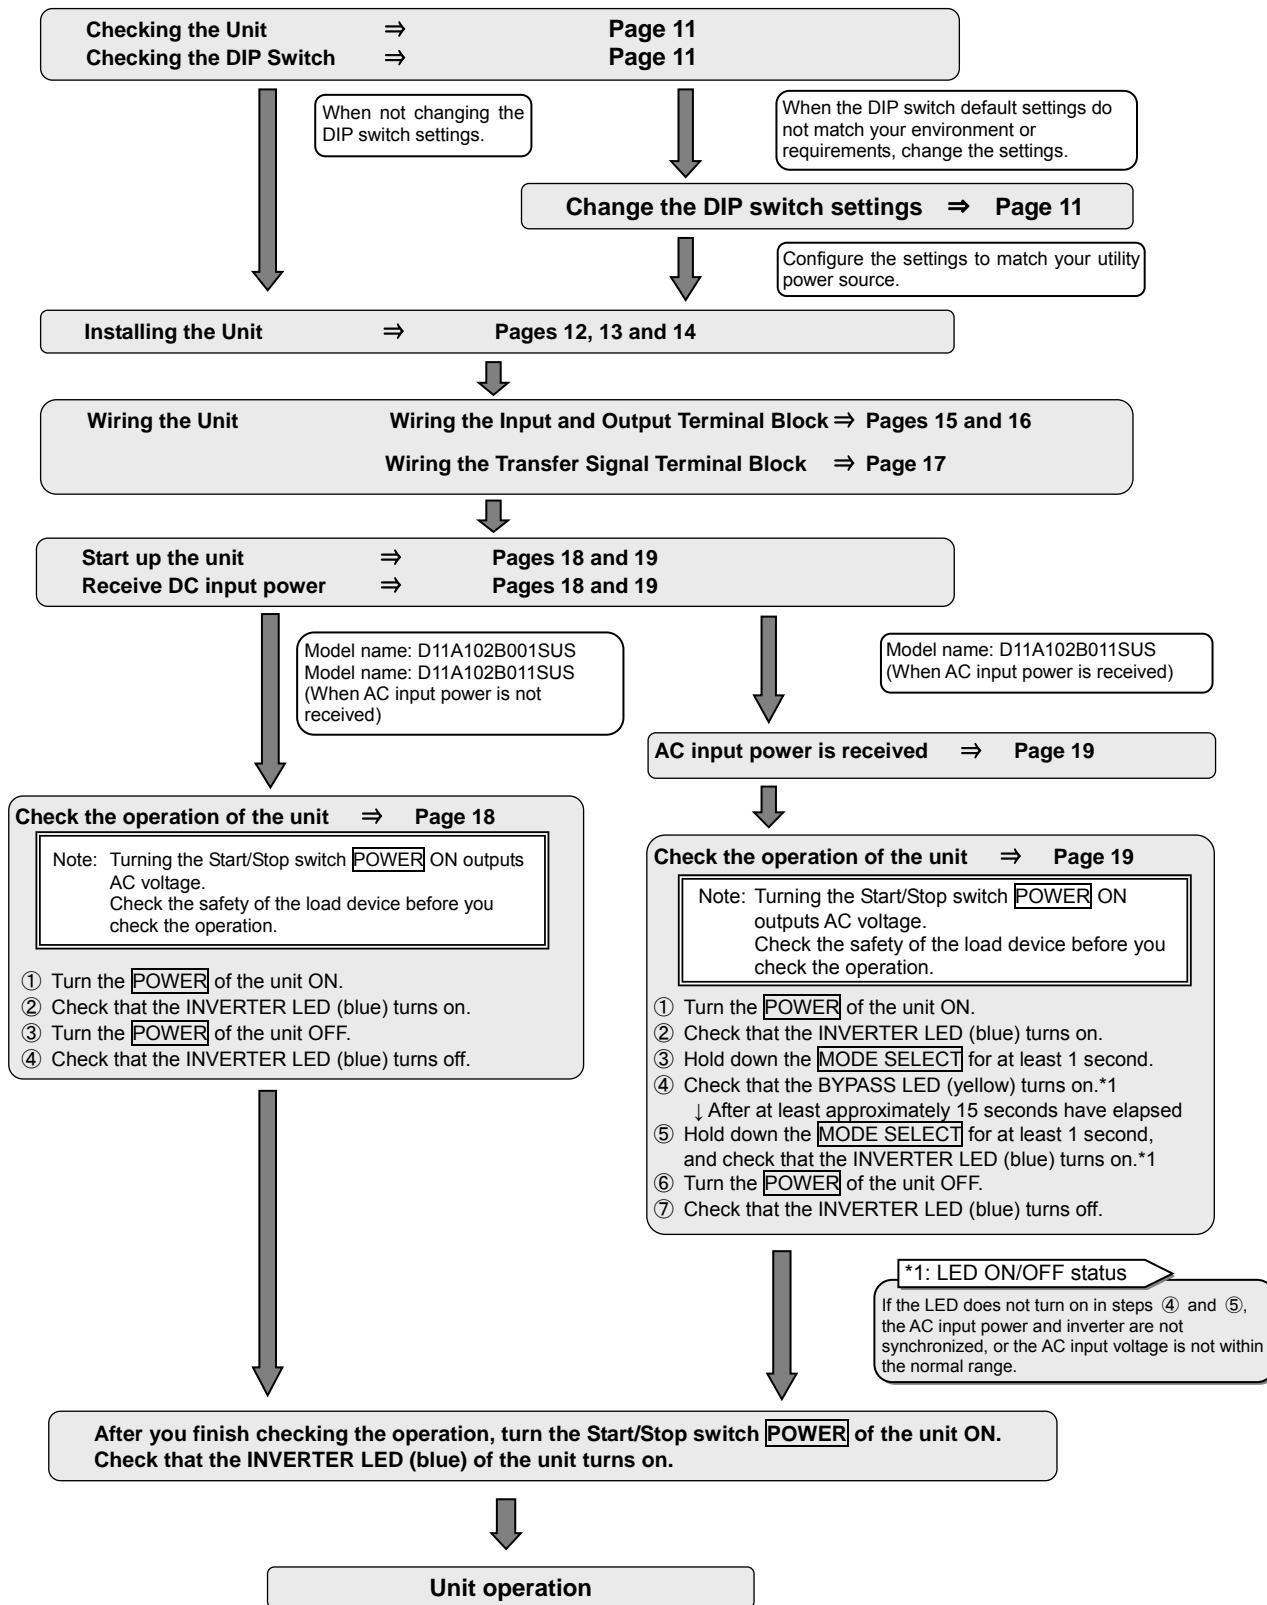 Checking the Unit ⇒ Page 11
Checking the DIP Switch ⇒ Page 11
When not changing the
DIP switch settings.
When the DIP switch default settings do
not match your environment or
requirements, change the settings.
Change the DIP switch settings ⇒ Page 11
Configure the settings to match your utility
power source.
Installing the Unit ⇒ Pages 12, 13 and 14
Wiring the Unit Wiring the Input and Output Terminal Block ⇒ Pages 15 and 16
Wiring the Transfer Signal Terminal Block ⇒ Page 17
Start up the unit ⇒ Pages 18 and 19
Receive DC input power ⇒ Pages 18 and 19
Model name: D11A102B001SUS
Model name: D11A102B011SUS
(When AC input power is not
received)
Model name: D11A102B011SUS
(When AC input power is received)
AC input power is received ⇒ Page 19
Check the operation of the unit ⇒ Page 18
Note: Turning the Start/Stop switch POWER ON outputs
AC voltage.
Check the safety of the load device before you
check the operation.
① Turn the POWER of the unit ON.
② Check that the INVERTER LED (blue) turns on.
③ Turn the POWER of the unit OFF.
④ Check that the INVERTER LED (blue) turns off.
Check the operation of the unit ⇒ Page 19
Note: Turning the Start/Stop switch POWER ON
outputs AC voltage.
Check the safety of the load device before you
check the operation.
① Turn the POWER of the unit ON.
② Check that the INVERTER LED (blue) turns on.
③ Hold down the MODE SELECT for at least 1 second.
④ Check that the BYPASS LED (yellow) turns on.*1
↓ After at least approximately 15 seconds have elapsed
⑤ Hold down the MODE SELECT for at least 1 second,
and check that the INVERTER LED (blue) turns on.*1
⑥ Turn the POWER of the unit OFF.
⑦ Check that the INVERTER LED (blue) turns off.
*1: LED ON/OFF status
If the LED does not turn on in steps ④ and ⑤,
the AC input power and inverter are not
synchronized, or the AC input voltage is not within
the normal range.
After you finish checking the operation, turn the Start/Stop switch POWER of the unit ON.
Check that the INVERTER LED (blue) of the unit turns on.
Unit operation